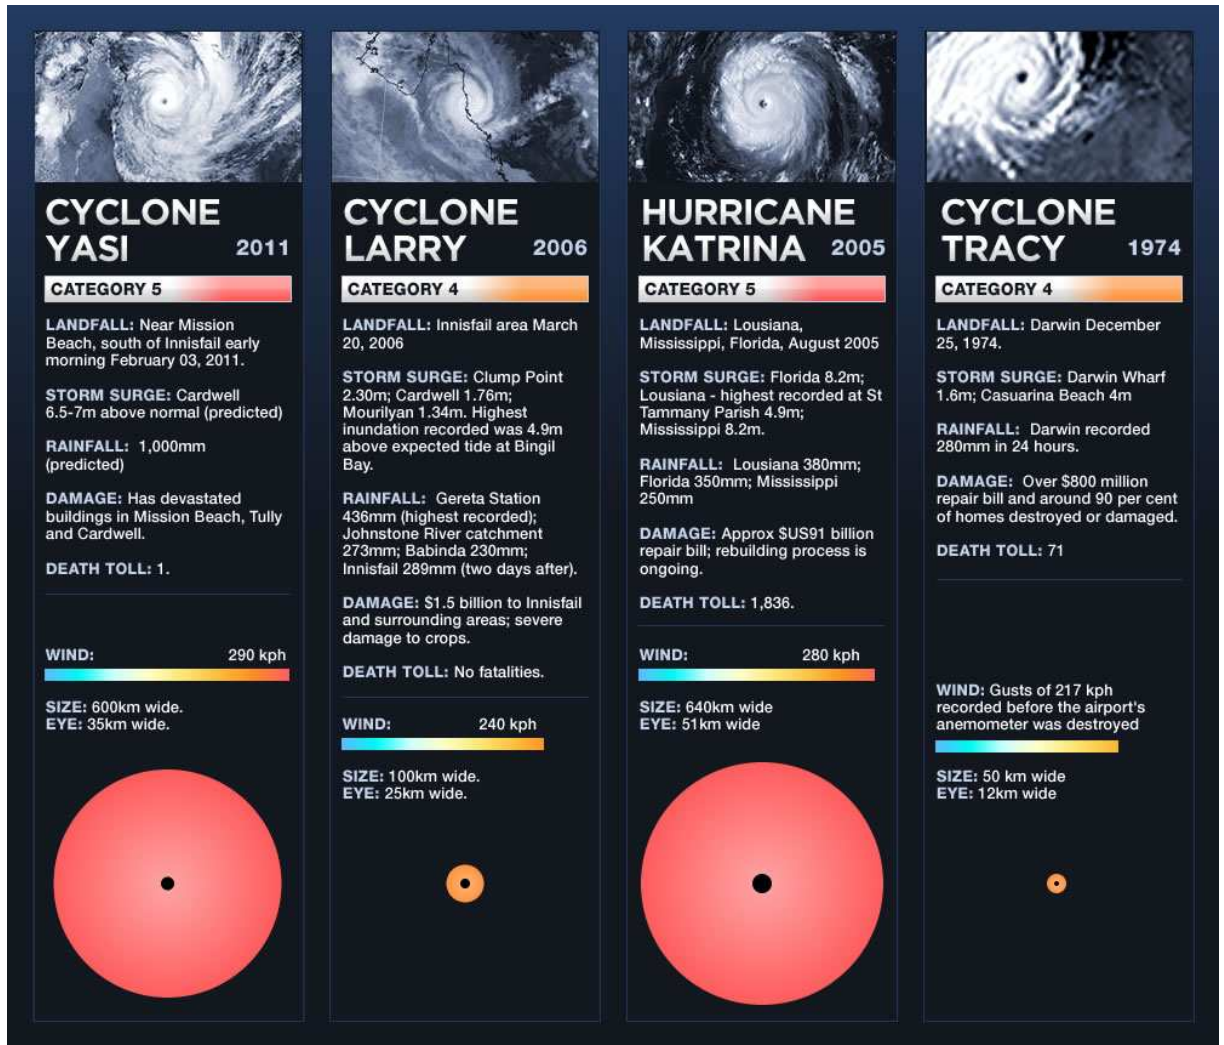 CYCLONE
YASI 2011
CATEGORY 5
LANDFALL: Near Mission
Beach, south of Innisfail early
morning February 03, 2011.
STORM SURGE: Cardwell
6.5-7m above normal (predicted)
RAINFALL: 1,000mm
(predicted)
DAMAGE: Has devastated
buildings in Mission Beach, Tully
and Cardwell.
DEATH TOLL: 1.
WIND: 290 kph
SIZE: 600km wide.
EYE: 35km wide.
CYCLONE
LARRY 2006
CATEGORY 4
LANDFALL: Innisfail area March
20, 2006
STORM SURGE: Clump Point
2.30m; Cardwell 1.76m;
Mourilyan 1.34m. Highest
inundation recorded was 4.9m
above expected tide at Bingil
Bay.
RAINFALL: Gereta Station
436mm (highest recorded);
Johnstone River catchment
273mm; Babinda 230mm;
Innisfail 289mm (two days after).
DAMAGE: $1.5 billion to Innisfail
and surrounding areas; severe
damage to crops.
DEATH TOLL: No fatalities.
WIND: 240 kph
SIZE: 100km wide.
EYE: 25km wide.
HURRICANE
KATRINA 2005
CATEGORY 5
LANDFALL: Lousiana,
Mississippi, Florida, August 2005
STORM SURGE: Florida 8.2m;
Lousiana - highest recorded at St
Tammany Parish 4.9m;
Mississippi 8.2m.
RAINFALL: Lousiana 380mm;
Florida 350mm; Mississippi
250mm
DAMAGE: Approx $US91 billion
repair bill; rebuilding process is
ongoing.
DEATH TOLL: 1,836.
WIND: 280 kph
SIZE: 640km wide
EYE: 51km wide
CYCLONE
TRACY 1974
CATEGORY 4
LANDFALL: Darwin December
25, 1974.
STORM SURGE: Darwin Wharf
1.6m; Casuarina Beach 4m
RAINFALL: Darwin recorded
280mm in 24 hours.
DAMAGE: Over $800 million
repair bill and around 90 per cent
of homes destroyed or damaged.
DEATH TOLL: 71
WIND: Gusts of 217 kph
recorded before the airport's
anemometer was destroyed
SIZE: 50 km wide
EYE: 12km wide